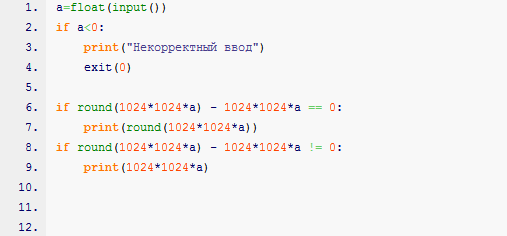 1. a=float(input())
2. if a<0:
3.     print("Некорректный ввод")
4.     exit(0)
5.
6. if round(1024*1024*a) - 1024*1024*a == 0:
7.     print(round(1024*1024*a))
8. if round(1024*1024*a) - 1024*1024*a != 0:
9.     print(1024*1024*a)
10.
11.
12.